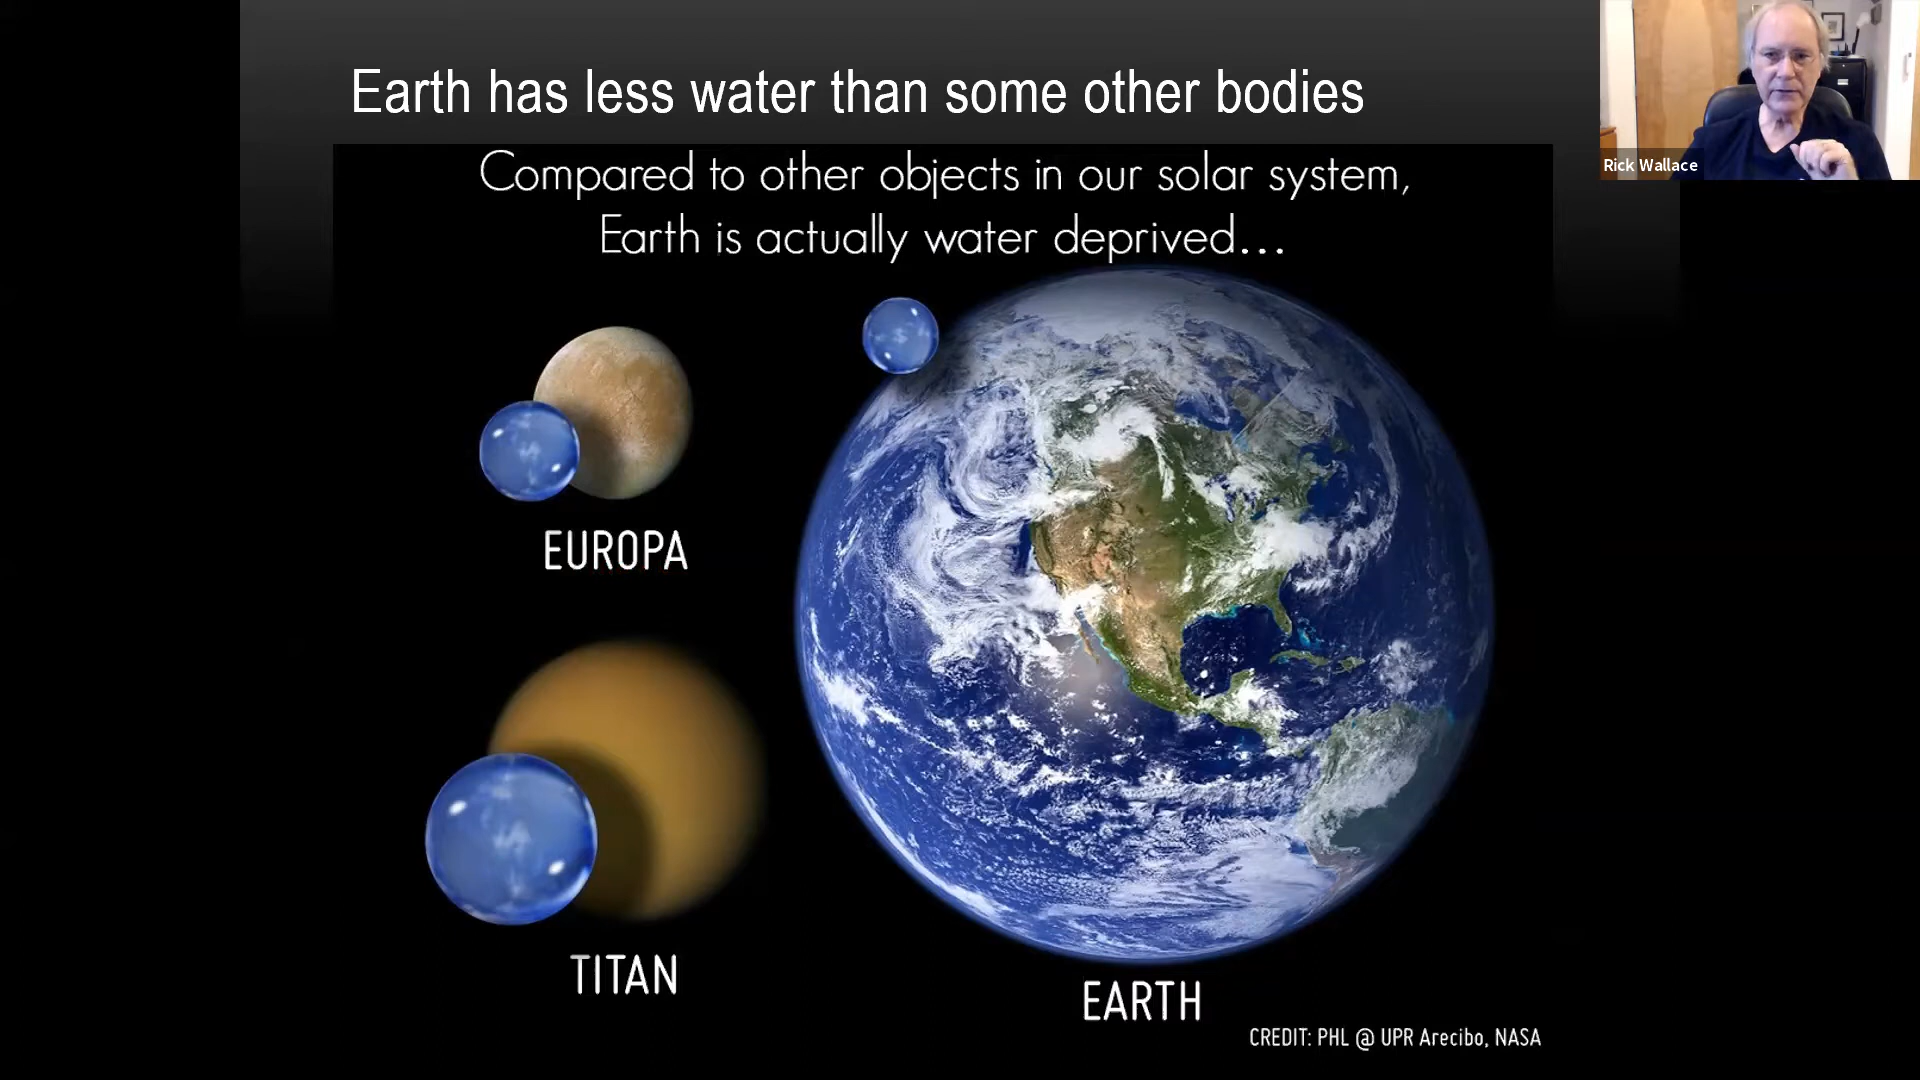 Earth has less water than some other bodies
Rick Wallace
Compared to other objects in our solar system,
Earth is actually water deprived...
EUROPA
TITAN
EARTH
CREDIT: PHL @ UPR Arecibo, NASA